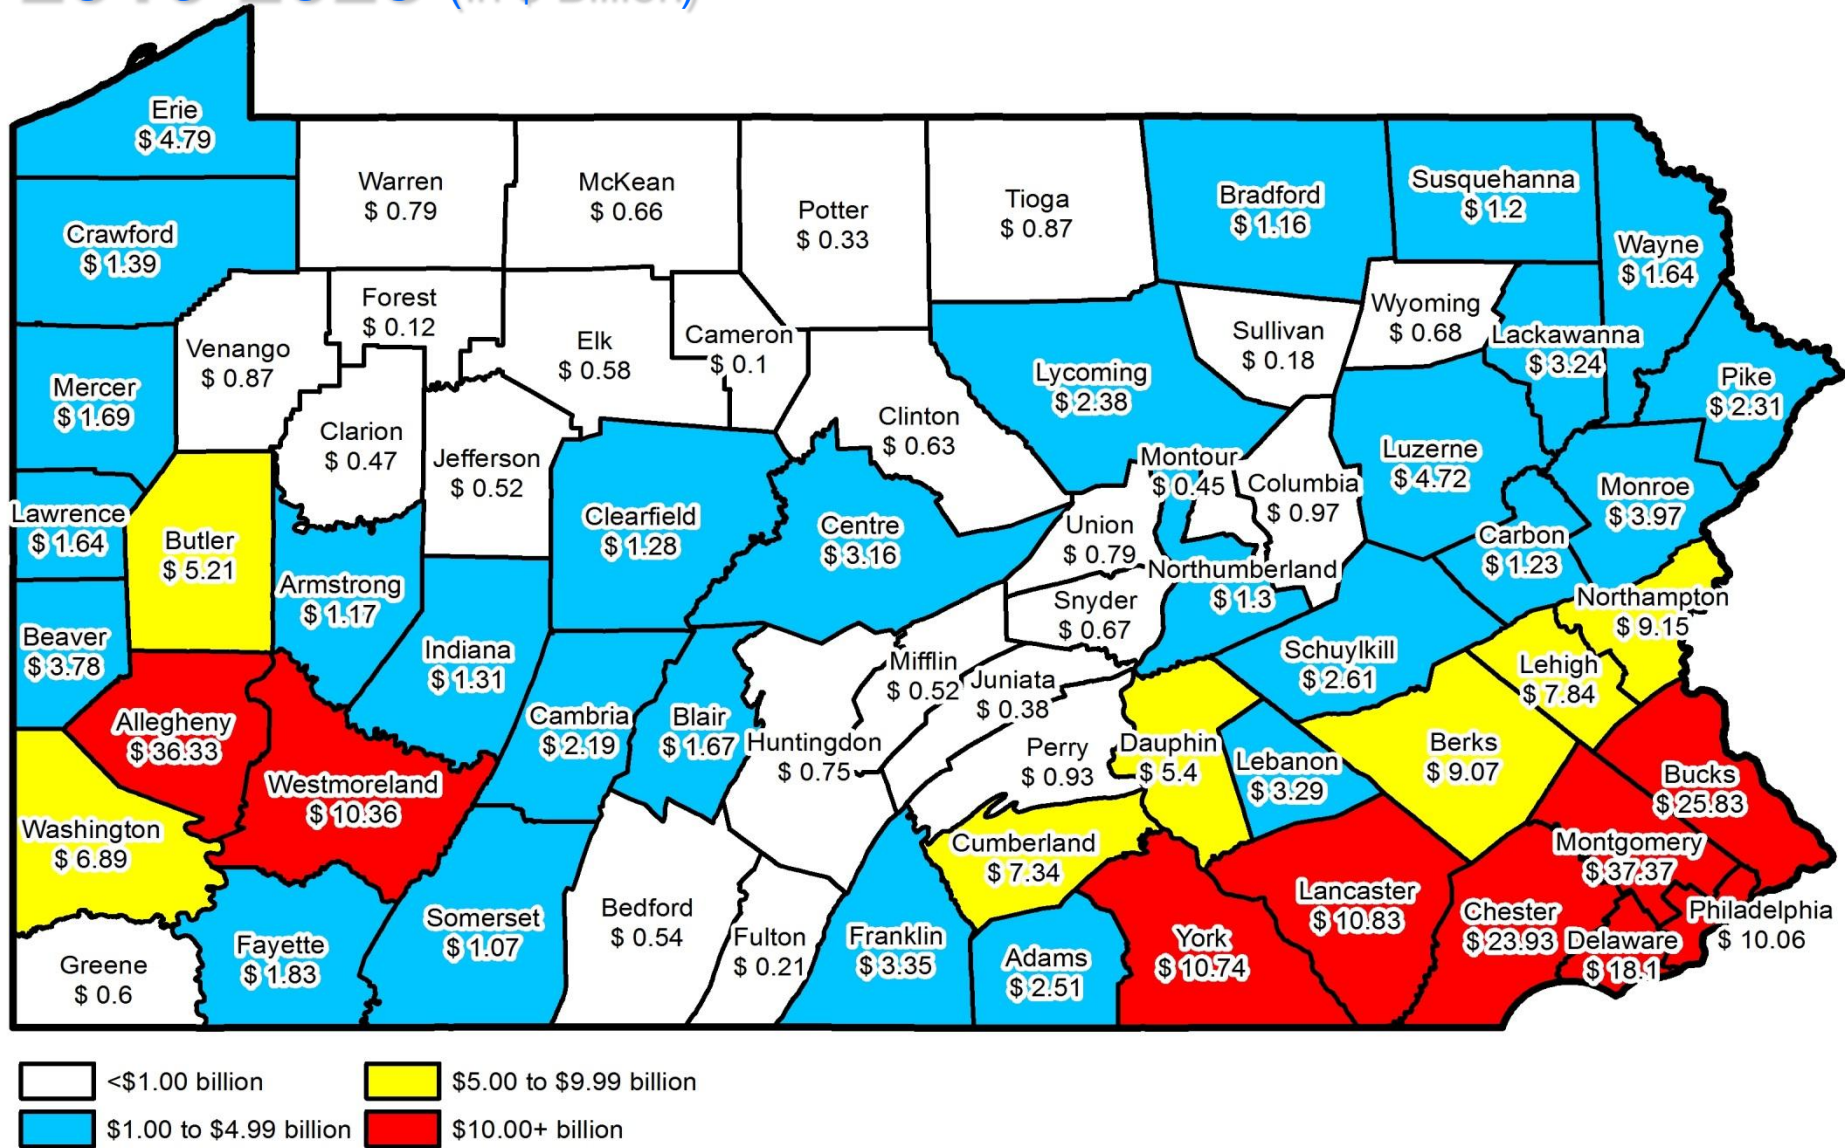 Erie
$ 4.79
Crawford
$ 1.39
Warren
$ 0.79
McKean
$ 0.66
Potter
$ 0.33
Tioga
$ 0.87
Bradford
$ 1.16
Susquehanna
$ 1.2
Wayne
$ 1.64
Forest
$ 0.12
Venango
$ 0.87
Elk
$ 0.58
Cameron
$ 0.1
Sullivan
$ 0.18
Wyoming
$ 0.68
Lackawanna
$ 3.24
Mercer
$ 1.69
Lycoming
$ 2.38
Pike
$ 2.31
Clarion
$ 0.47
Jefferson
$ 0.52
Clinton
$ 0.63
Montour
$ 0.45
Columbia
$ 0.97
Luzerne
$ 4.72
Monroe
$ 3.97
Lawrence
$ 1.64
Butler
$ 5.21
Clearfield
$ 1.28
Centre
$ 3.16
Union
$ 0.79
Carbon
$ 1.23
Armstrong
$ 1.17
Northumberland
$ 1.3
Northampton
$ 9.15
Snyder
$ 0.67
Beaver
$ 3.78
Indiana
$ 1.31
Mifflin
$ 0.52
Juniata
$ 0.38
Schuylkill
$ 2.61
Lehigh
$ 7.84
Allegheny
$ 36.33
Cambria
$ 2.19
Blair
$ 1.67
Huntingdon
$ 0.75
Perry
$ 0.93
Dauphin
$ 5.4
Lebanon
$ 3.29
Berks
$ 9.07
Bucks
$ 25.83
Westmoreland
$ 10.36
Washington
$ 6.89
Cumberland
$ 7.34
Montgomery
$ 37.37
Lancaster
$ 10.83
Chester
$ 23.93
Philadelphia
$ 10.06
Delaware
$ 18.1
Somerset
$ 1.07
Bedford
$ 0.54
Fulton
$ 0.21
Franklin
$ 3.35
Adams
$ 2.51
York
$ 10.74
Fayette
$ 1.83
Greene
$ 0.6
<$1.00 billion
$5.00 to $9.99 billion
$1.00 to $4.99 billion
$10.00+ billion